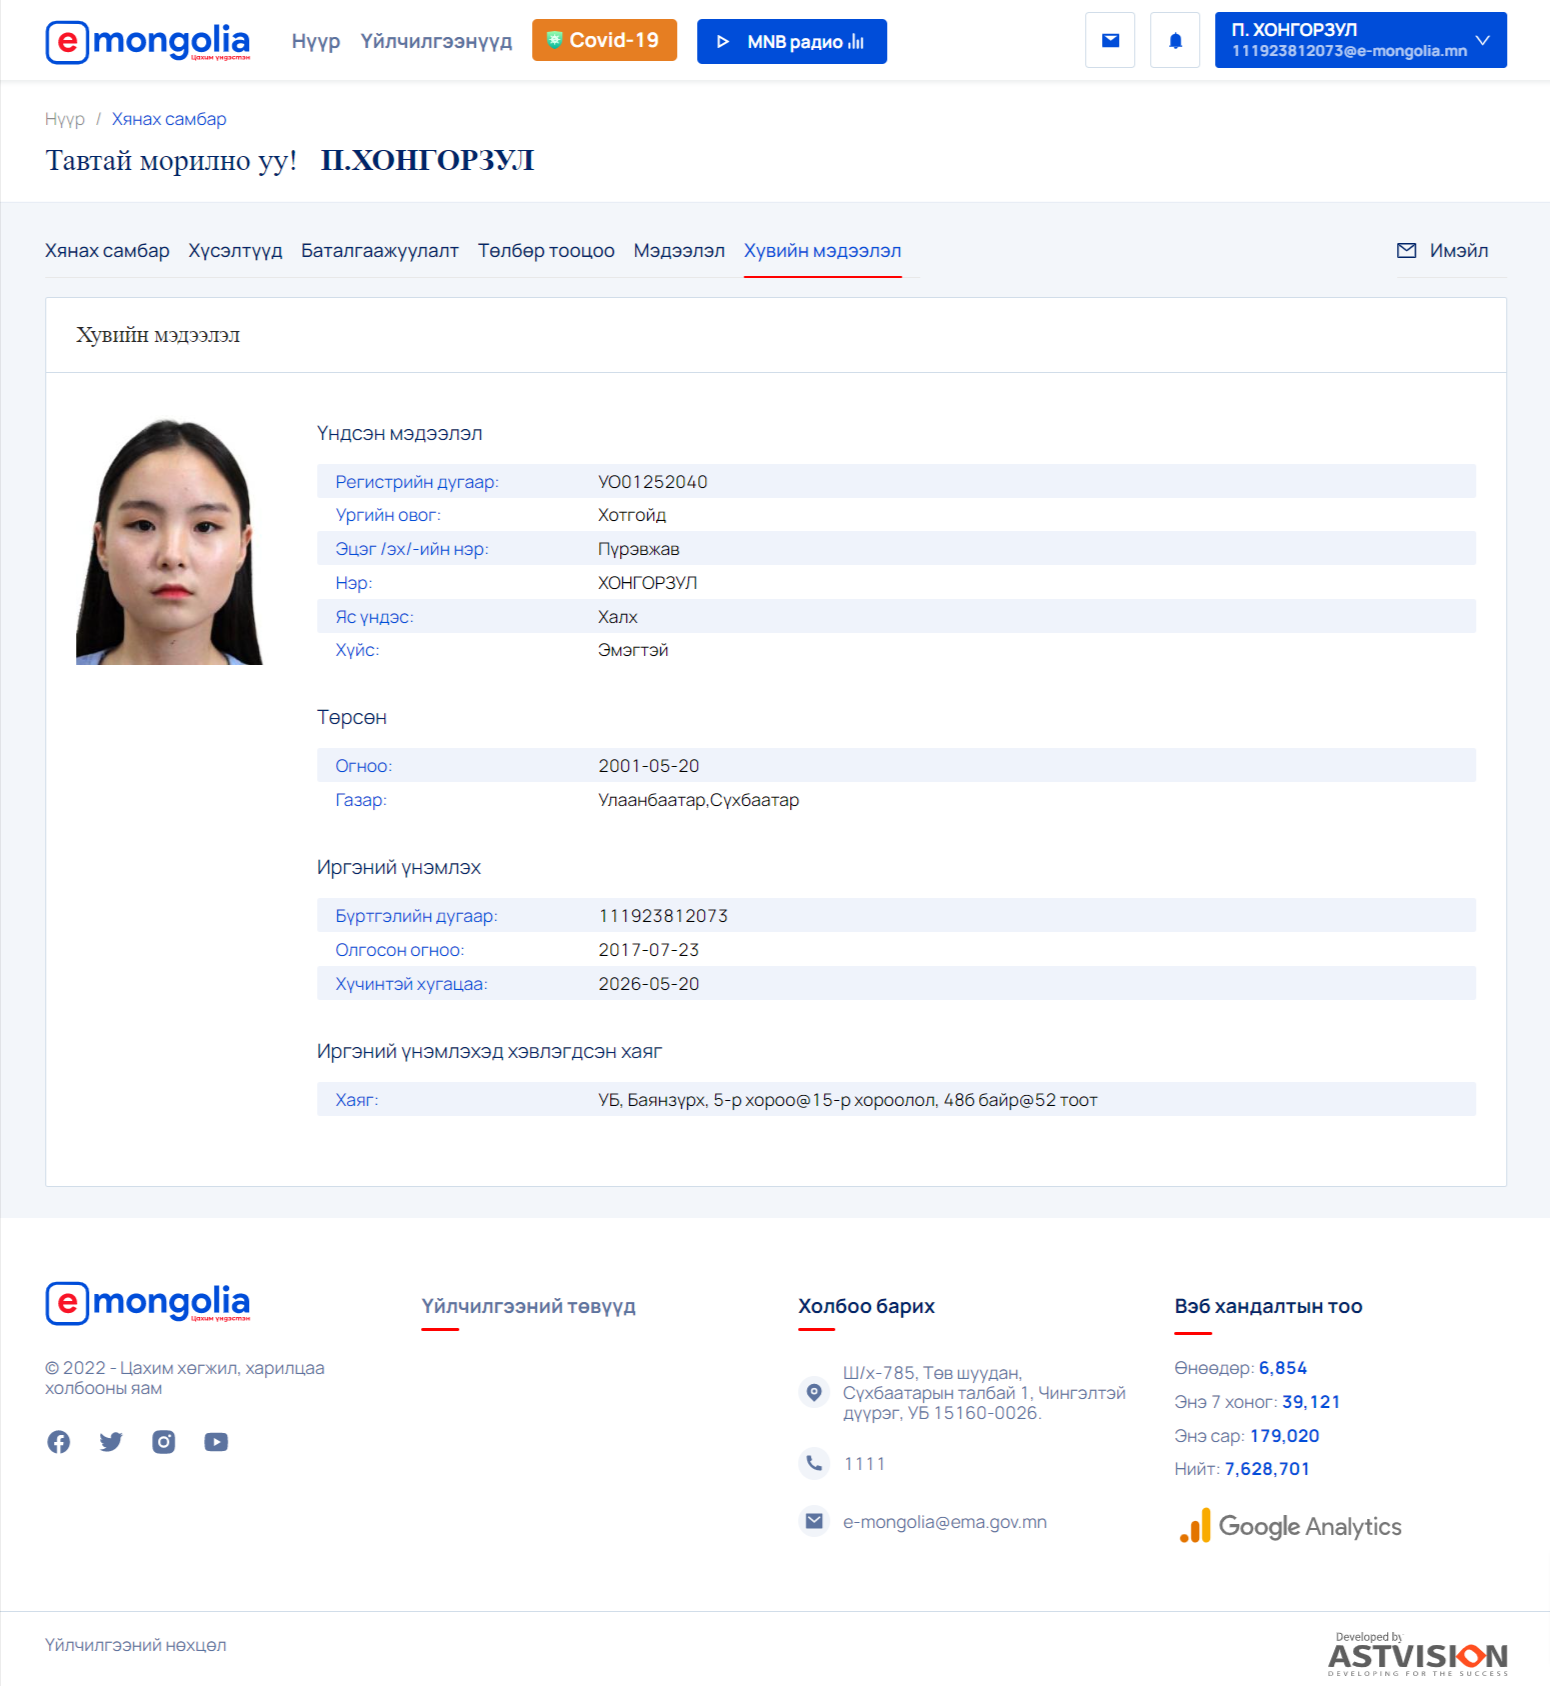 e mongolia
Цахим үндэстэн
Нүүр Үйлчилгээнүүд Covid-19 MNB радио
П. ХОНГОРЗУЛ
111923812073@e-mongolia.mn
Нүүр / Хянах самбар
Тавтай морилно уу! П.ХОНГОРЗУЛ
Хянах самбар Хүсэлтүүд Баталгаажуулалт Төлбөр тооцоо Мэдээлэл Хувийн мэдээлэл Имэйл
Хувийн мэдээлэл
Үндсэн мэдээлэл
Регистрийн дугаар: УО01252040
Ургийн овог: Хотгойд
Эцэг /эх/-ийн нэр: Пүрэвжав
Нэр: ХОНГОРЗУЛ
Яс үндэс: Халх
Хүйс: Эмэгтэй
Төрсөн
Огноо: 2001-05-20
Газар: Улаанбаатар,Сүхбаатар
Иргэний үнэмлэх
Бүртгэлийн дугаар: 111923812073
Олгосон огноо: 2017-07-23
Хүчинтэй хугацаа: 2026-05-20
Иргэний үнэмлэхэд хэвлэгдсэн хаяг
Хаяг: УБ, Баянзүрх, 5-р хороо@15-р хороолол, 48б байр@52 тоот
e mongolia
Цахим үндэстэн
© 2022 - Цахим хөгжил, харилцаа
холбооны яам
Үйлчилгээний төвүүд
Холбоо барих
Ш/х-785, Төв шуудан,
Сүхбаатарын талбай 1, Чингэлтэй
дүүрэг, УБ 15160-0026.
1111
e-mongolia@ema.gov.mn
Вэб хандалтын тоо
Өнөөдөр: 6,854
Энэ 7 хоног: 39,121
Энэ сар: 179,020
Нийт: 7,628,701
Google Analytics
Үйлчилгээний нөхцөл
Developed by
ASTVISION
DEVELOPING FOR THE SUCCESS